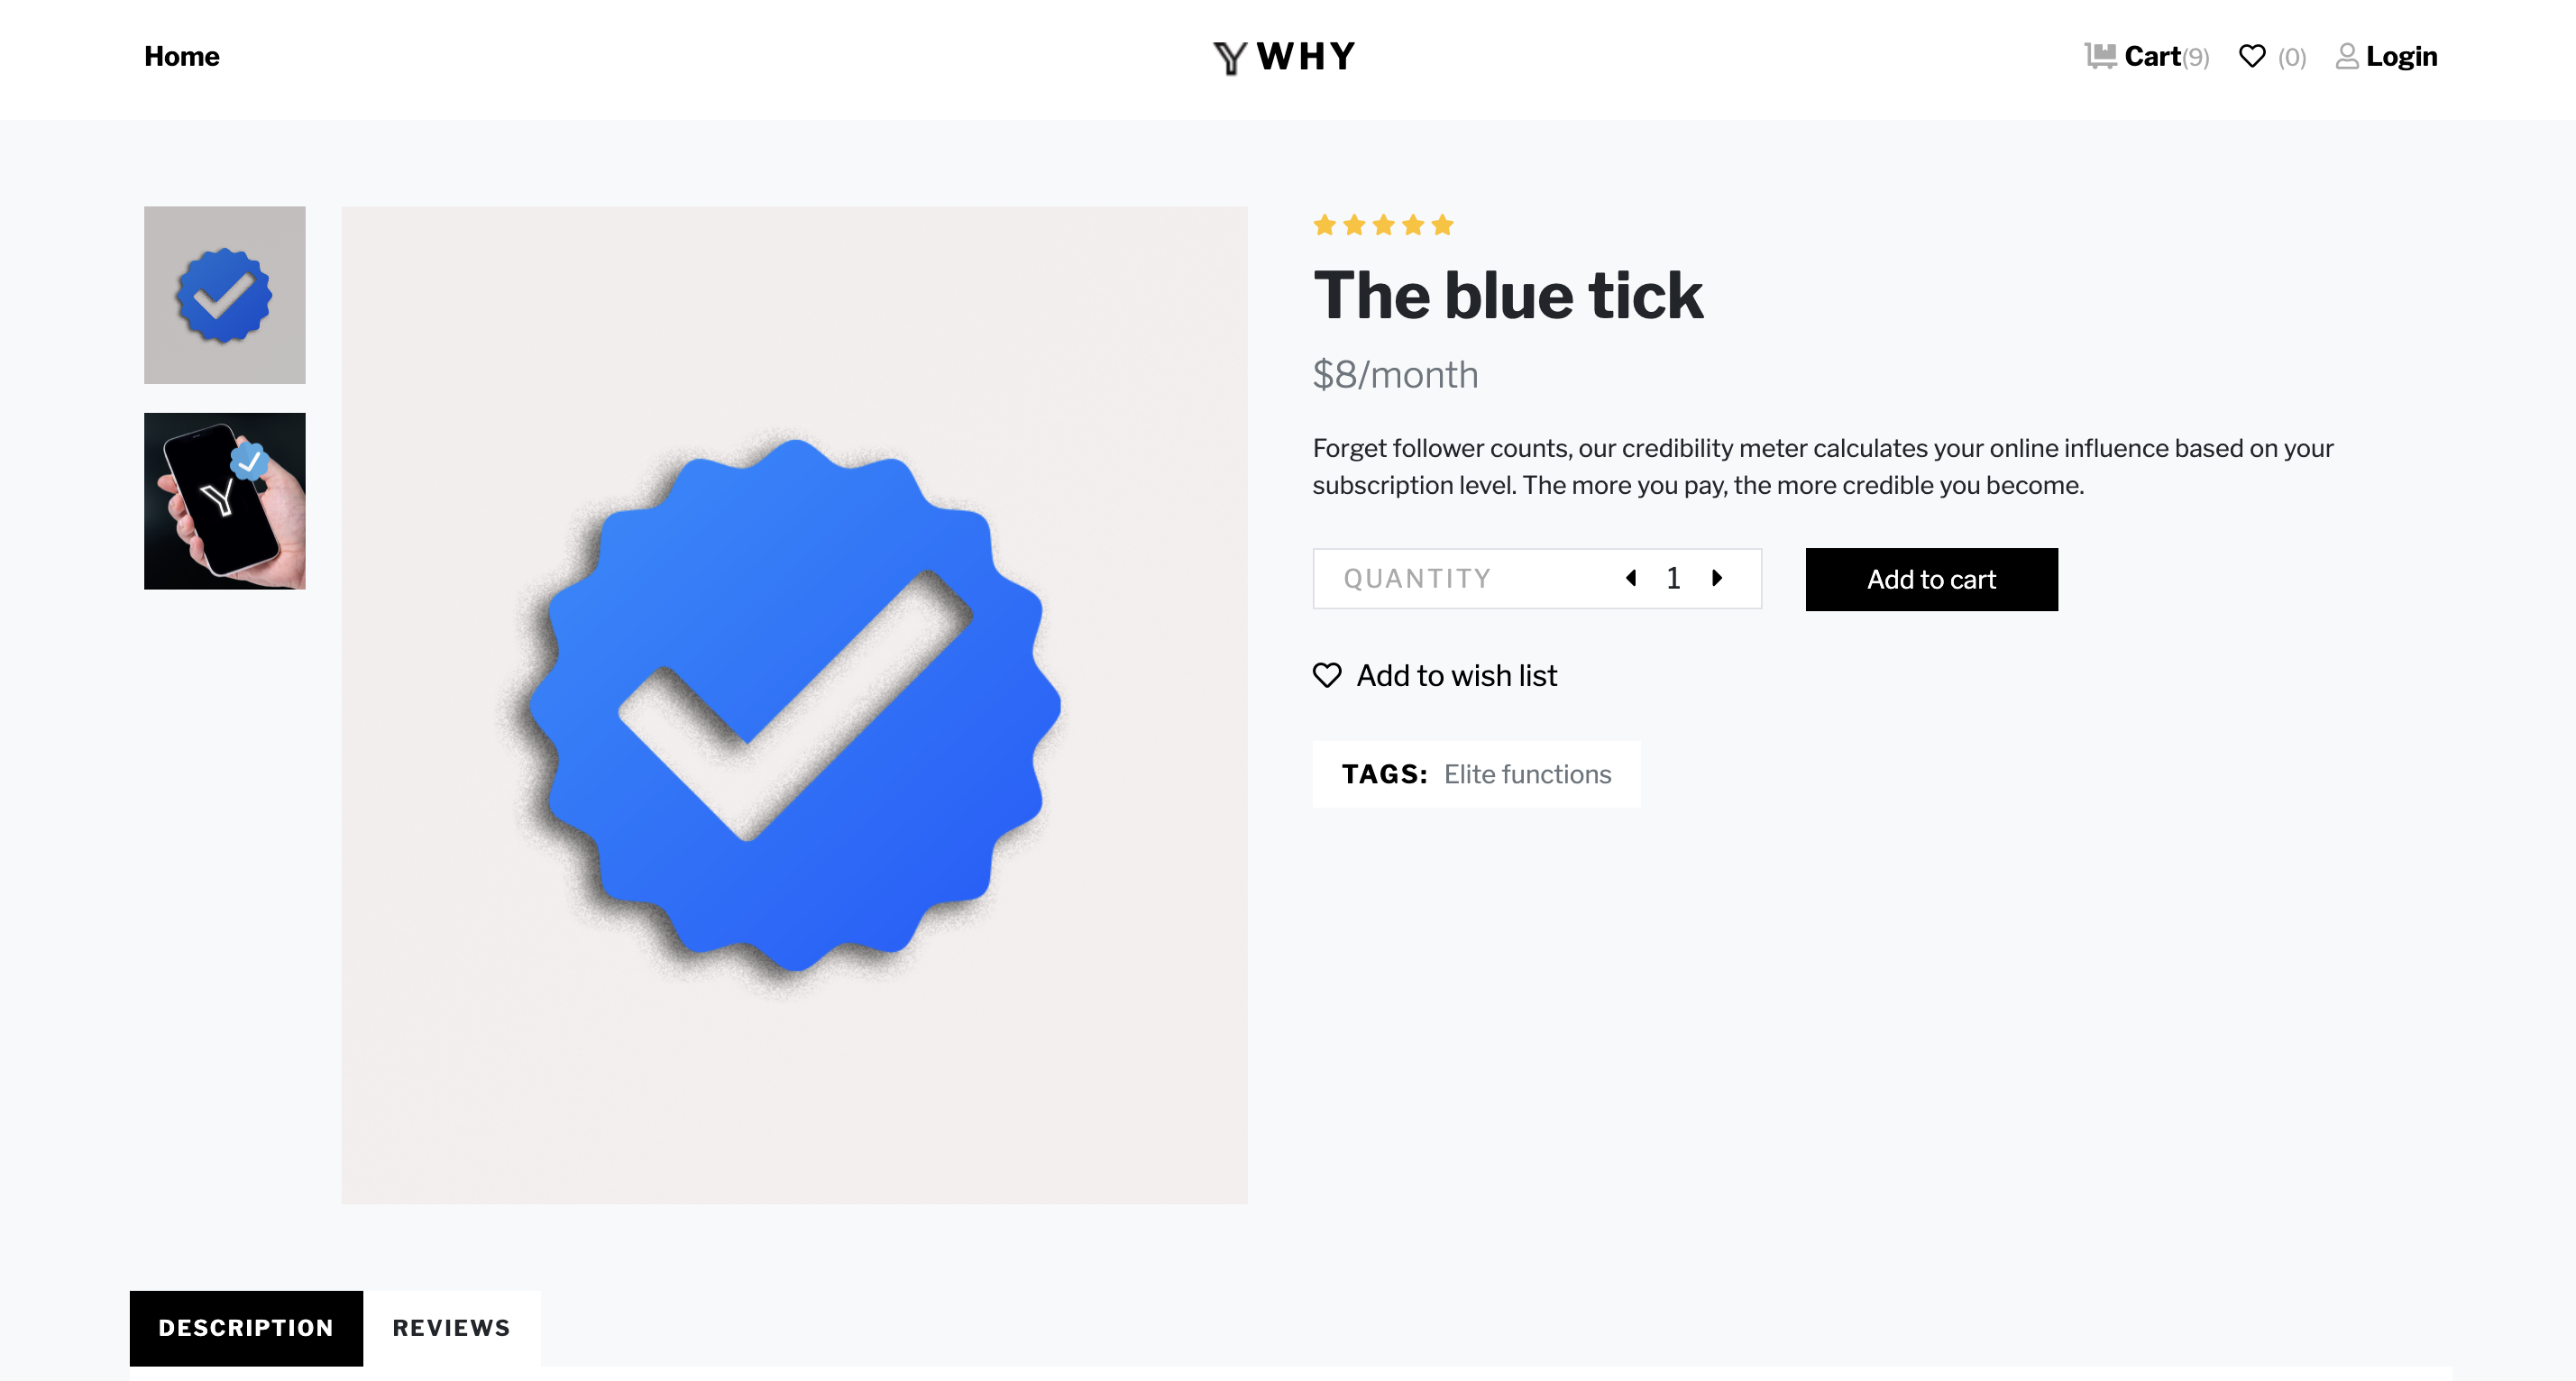 Home
Y WHY
Cart(9) (0) Login
The blue tick
$8/month
Forget follower counts, our credibility meter calculates your online influence based on your
subscription level. The more you pay, the more credible you become.
QUANTITY 1
Add to cart
Add to wish list
TAGS: Elite functions
Y
DESCRIPTION
REVIEWS